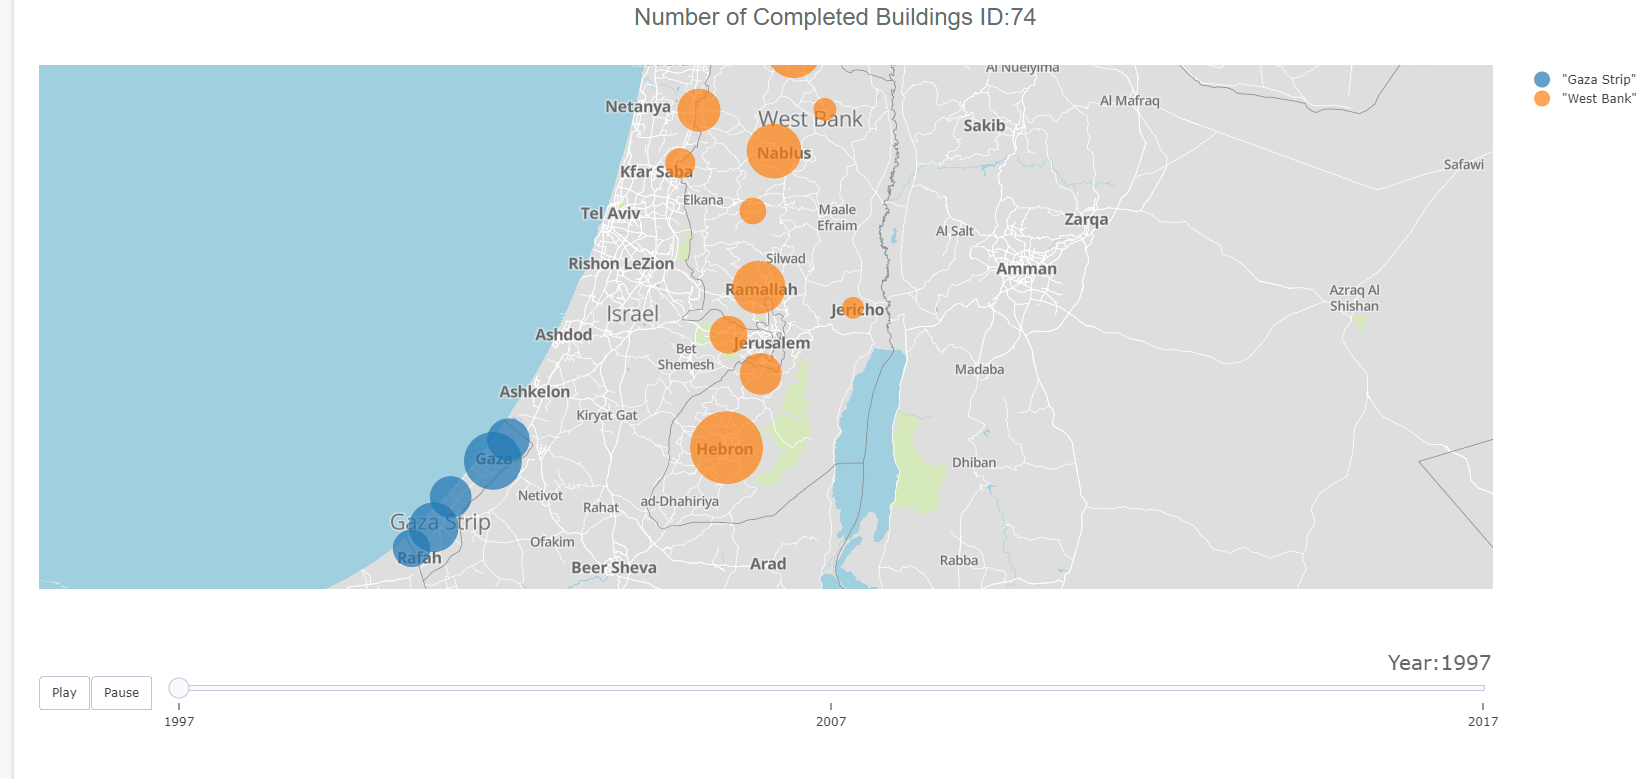 Number of Completed Buildings ID:74
"Gaza Strip"
"West Bank"
Al Nueiyima
Netanya
West Bank
Al Mafraq
Sakib
Nablus
Kfar Saba
Safawi
Elkana
Tel Aviv
Maale
Efraim
Zarqa
Al Salt
Rishon LeZion
Silwad
Amman
Ramallah
Azraq Al
Shishan
Israel
Jericho
Ashdod
Bet
Shemesh
Jerusalem
Madaba
Ashkelon
Kiryat Gat
Hebron
Gaza
Dhiban
Netivot
Rahat
ad-Dhahiriya
Gaza Strip
Ofakim
Rafah
Beer Sheva
Arad
Rabba
Year:1997
Play
Pause
1997
2007
2017